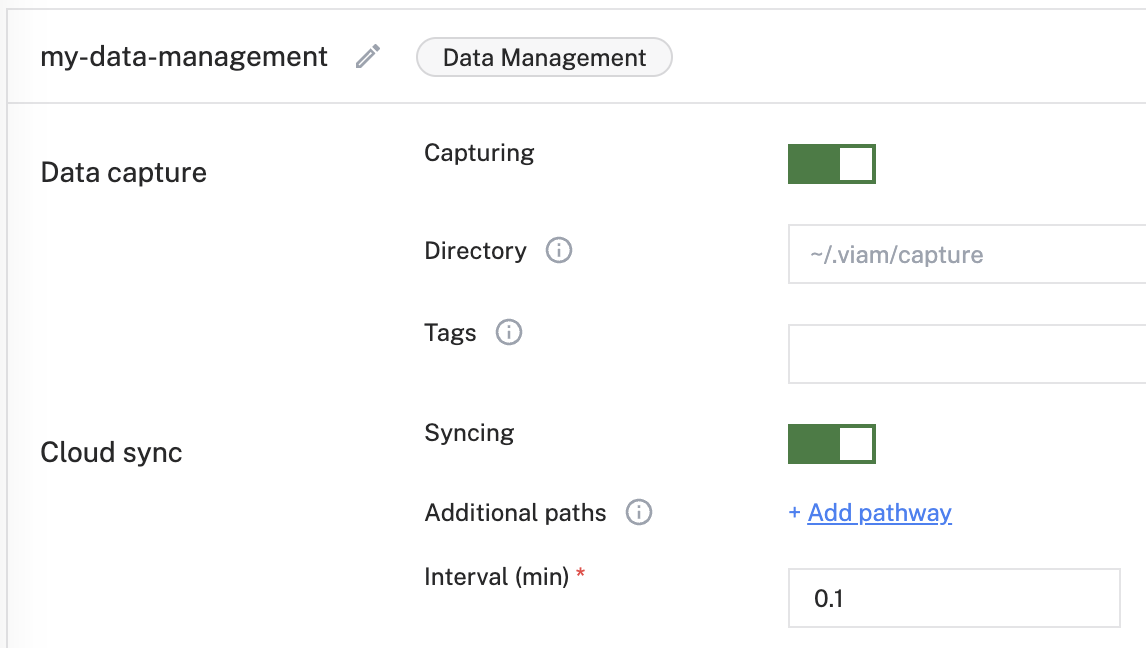 my-data-management Data Management
Data capture
Capturing
Directory
~/.viam/capture
Tags
Cloud sync
Syncing
Additional paths
+ Add pathway
Interval (min) *
0.1